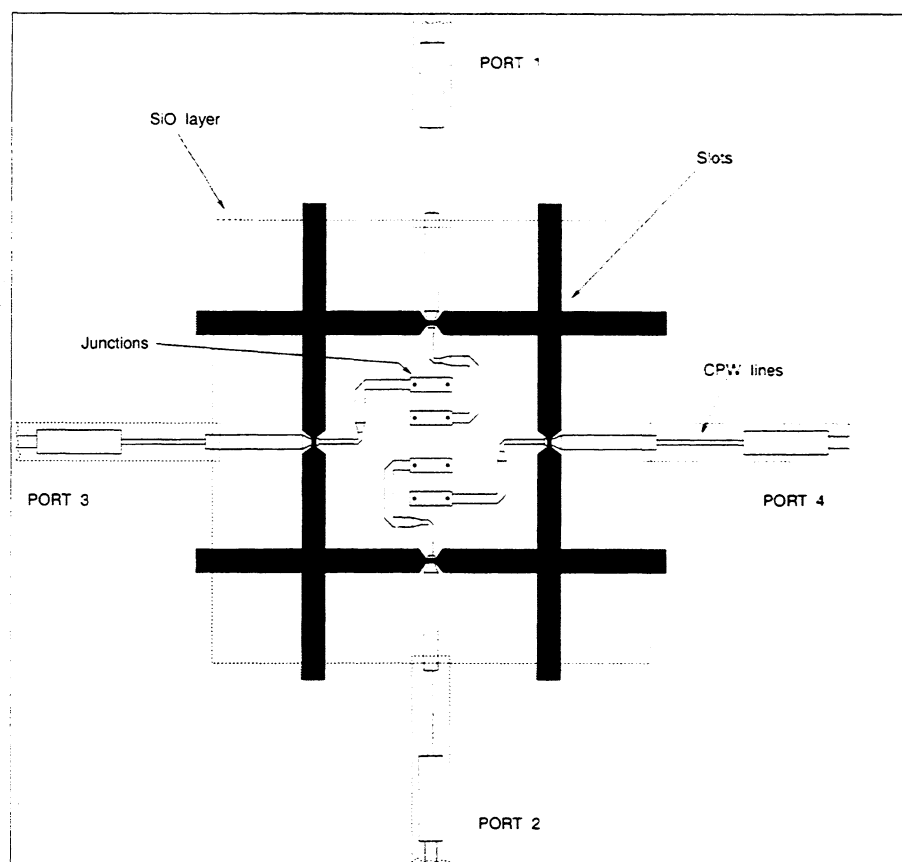 PORT 1
SiO layer
Slots
Junctions
CPW lines
PORT 3
PORT 4
PORT 2